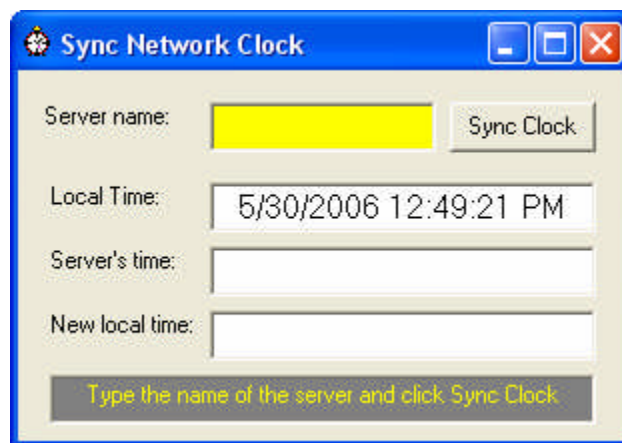 Sync Network Clock
Server name:
Sync Clock
Local Time:
5/30/2006 12:49:21 PM
Server's time:
New local time:
Type the name of the server and click Sync Clock